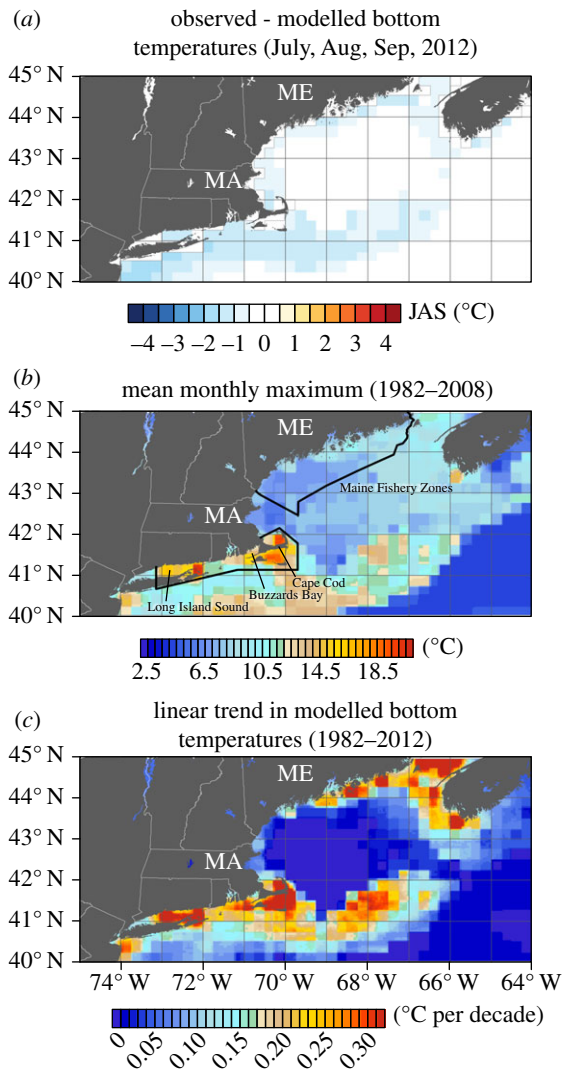 (a) observed - modelled bottom
temperatures (July, Aug, Sep, 2012)
45° N
44° N
43° N
42° N
41° N
40° N
ME
MA
JAS (°C)
–4 –3 –2 –1 0 1 2 3 4
(b)
mean monthly maximum (1982–2008)
45° N
44° N
43° N
42° N
41° N
40° N
ME
MA
Maine Fishery Zones
Cape Cod
Buzzards Bay
Long Island Sound
(°C)
2.5 6.5 10.5 14.5 18.5
(c) linear trend in modelled bottom
temperatures (1982–2012)
45° N
44° N
43° N
42° N
41° N
40° N
ME
MA
74° W 72° W 70° W 68° W 66° W 64° W
(°C per decade)
0 0.05 0.10 0.15 0.20 0.25 0.30